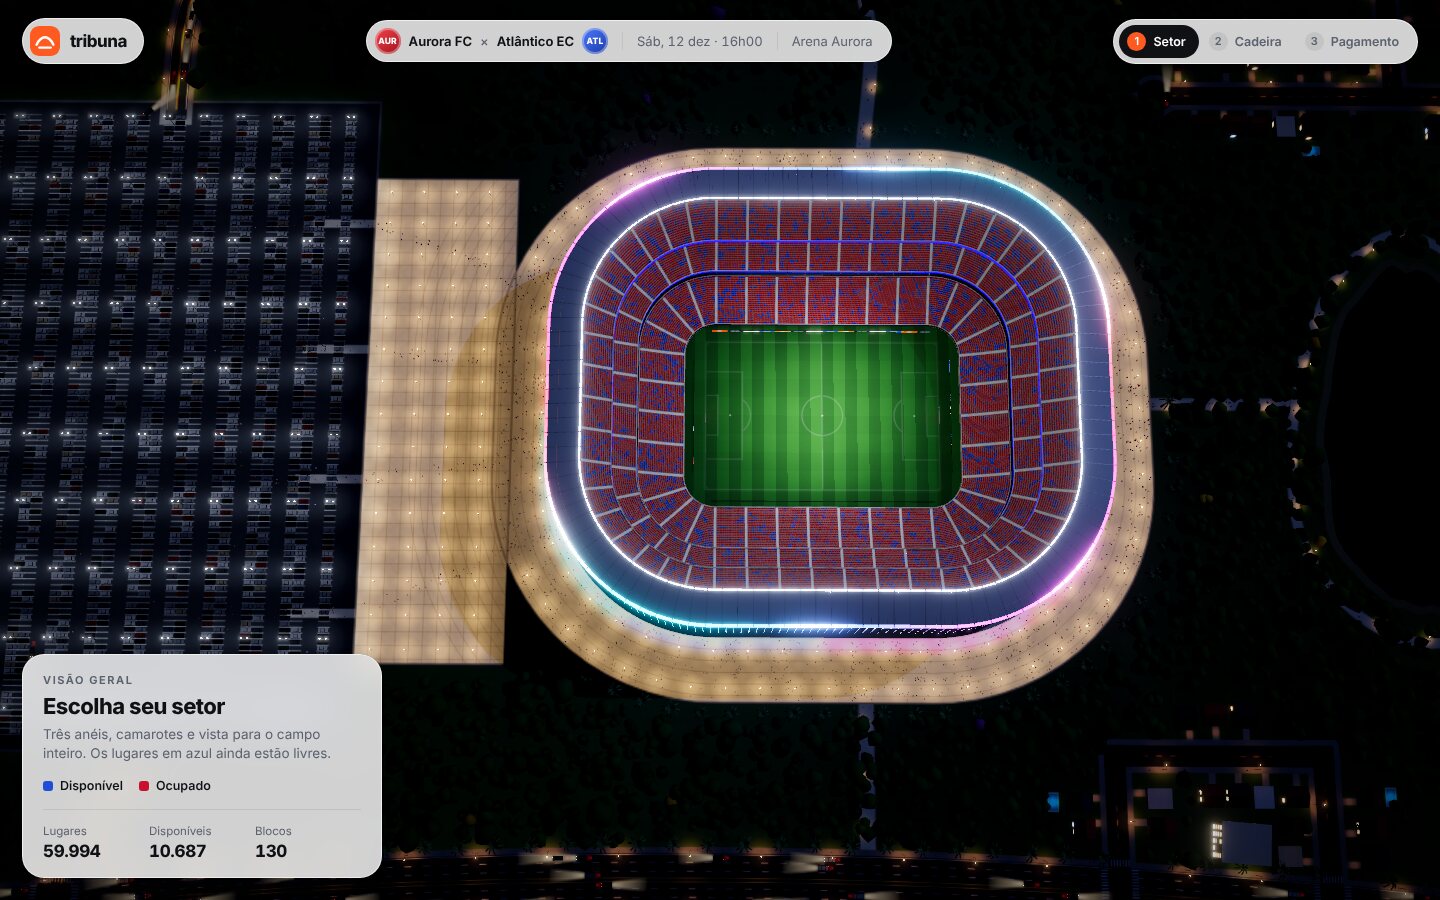 tribuna
AUR Aurora FC × Atlântico EC ATL Sáb, 12 dez · 16h00 Arena Aurora
1 Setor 2 Cadeira 3 Pagamento
VISÃO GERAL
Escolha seu setor
Três anéis, camarotes e vista para o campo
inteiro. Os lugares em azul ainda estão livres.
Disponível Ocupado
Lugares Disponíveis Blocos
59.994 10.687 130